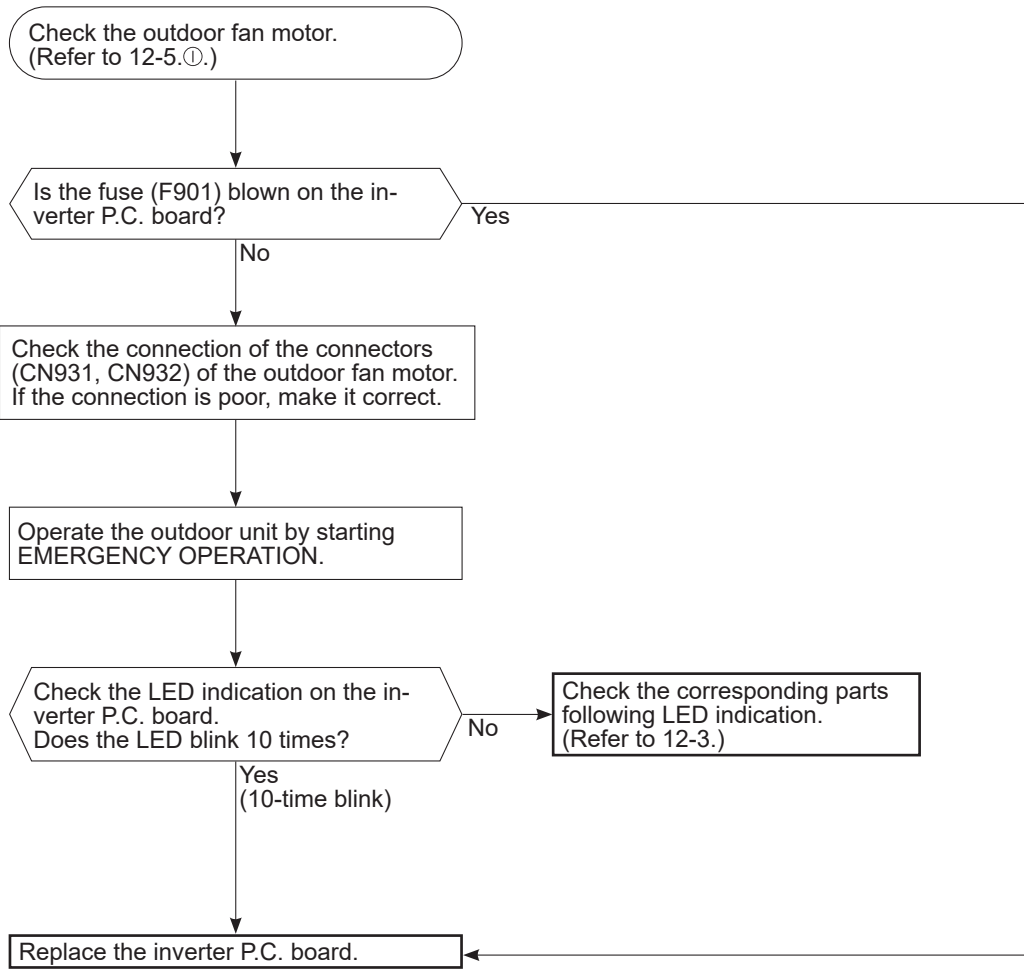 Check the outdoor fan motor.
(Refer to 12-5.Ⓘ.)
Is the fuse (F901) blown on the in-
verter P.C. board?
Yes
No
Check the connection of the connectors
(CN931, CN932) of the outdoor fan motor.
If the connection is poor, make it correct.
Operate the outdoor unit by starting
EMERGENCY OPERATION.
Check the LED indication on the in-
verter P.C. board.
Does the LED blink 10 times?
No
Check the corresponding parts
following LED indication.
(Refer to 12-3.)
Yes
(10-time blink)
Replace the inverter P.C. board.